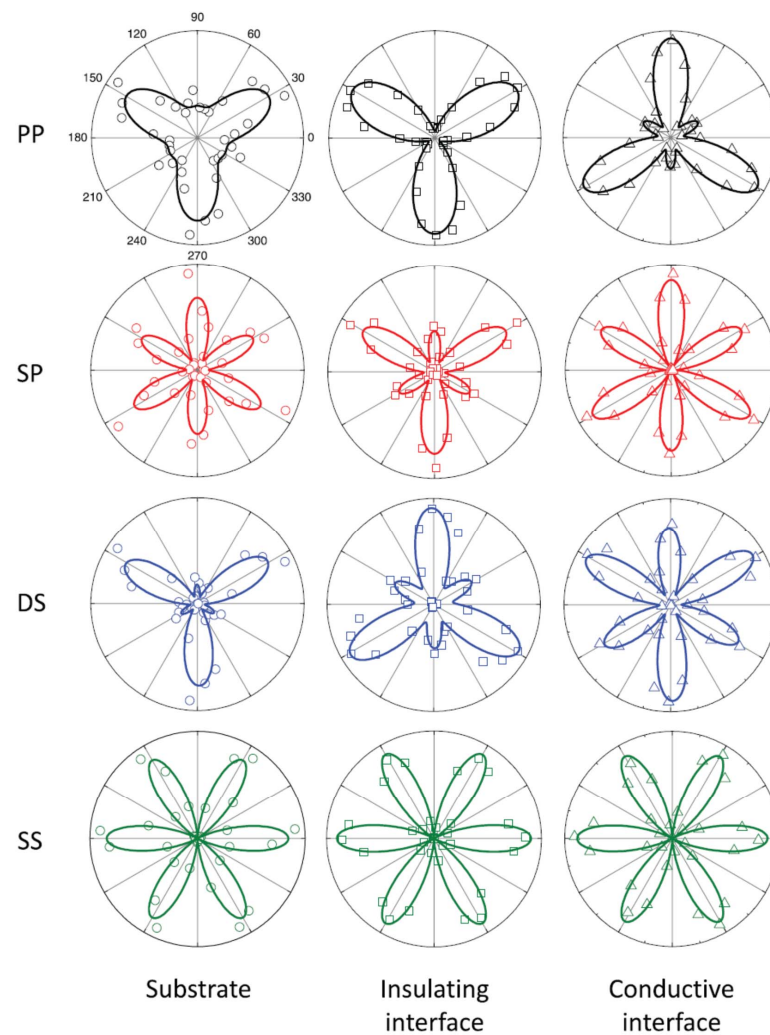 90
120 60
150 30
PP 180 0
210 330
240 300
270
SP
DS
SS
Substrate Insulating Conductive
interface interface